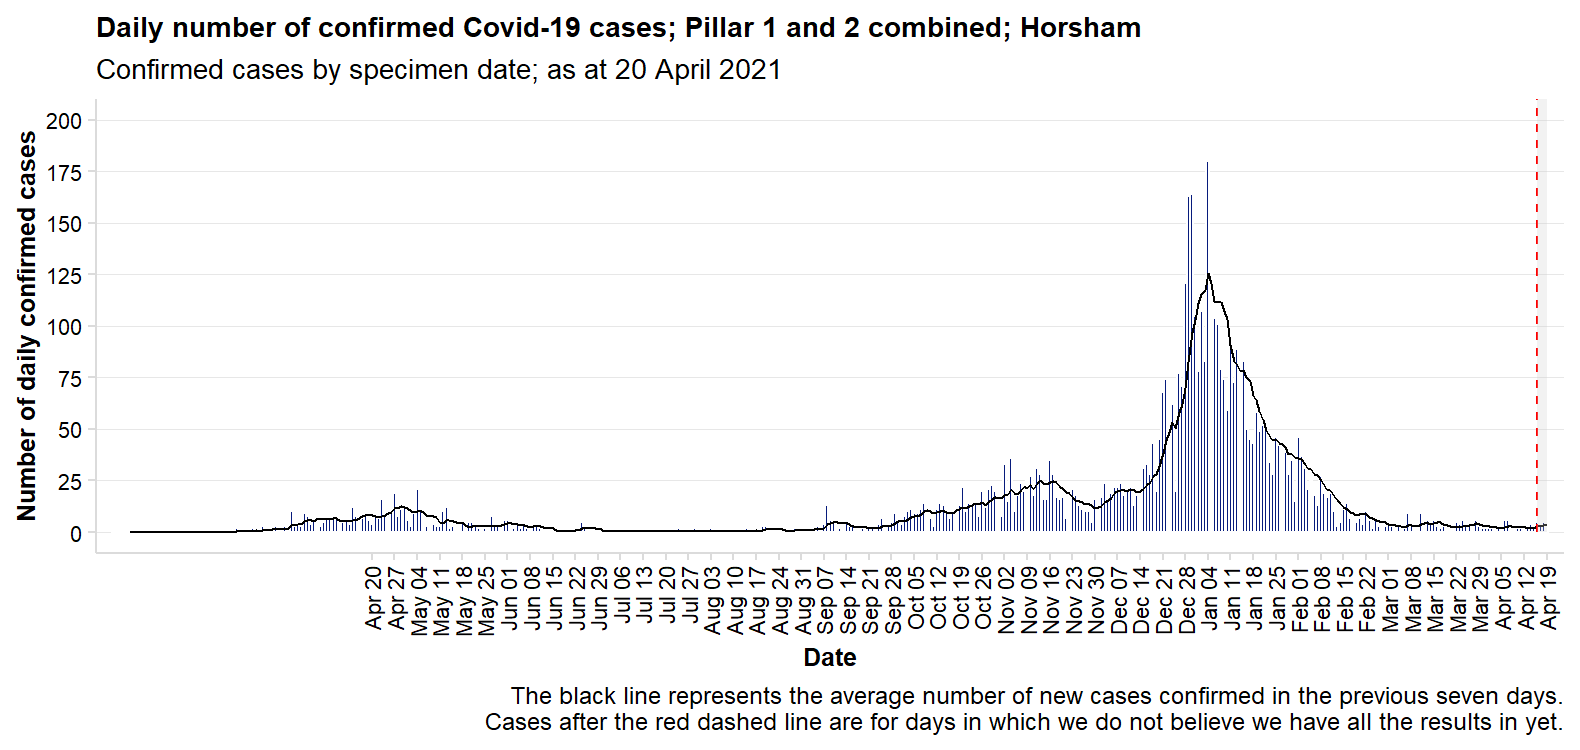 Daily number of confirmed Covid-19 cases; Pillar 1 and 2 combined; Horsham
Confirmed cases by specimen date; as at 20 April 2021
Number of daily confirmed cases
200
175
150
125
100
75
50
25
0
Apr 20
Apr 27
May 04
May 11
May 18
May 25
Jun 01
Jun 08
Jun 15
Jun 22
Jun 29
Jul 06
Jul 13
Jul 20
Jul 27
Aug 03
Aug 10
Aug 17
Aug 24
Aug 31
Sep 07
Sep 14
Sep 21
Sep 28
Oct 05
Oct 12
Oct 19
Oct 26
Nov 02
Nov 09
Nov 16
Nov 23
Nov 30
Dec 07
Dec 14
Dec 21
Dec 28
Jan 04
Jan 11
Jan 18
Jan 25
Feb 01
Feb 08
Feb 15
Feb 22
Mar 01
Mar 08
Mar 15
Mar 22
Mar 29
Apr 05
Apr 12
Apr 19
Date
The black line represents the average number of new cases confirmed in the previous seven days.
Cases after the red dashed line are for days in which we do not believe we have all the results in yet.